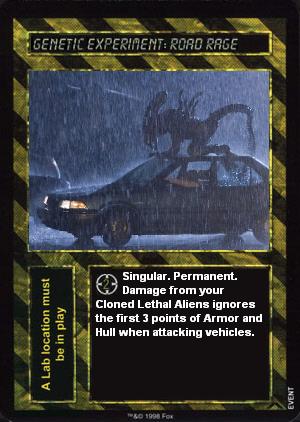 GENETIC EXPERIMENT: ROAD RAGE
A Lab location must
be in play
Singular. Permanent.
Damage from your
Cloned Lethal Aliens ignores
the first 3 points of Armor and
Hull when attacking vehicles.
™&© 1998 Fox
EVENT